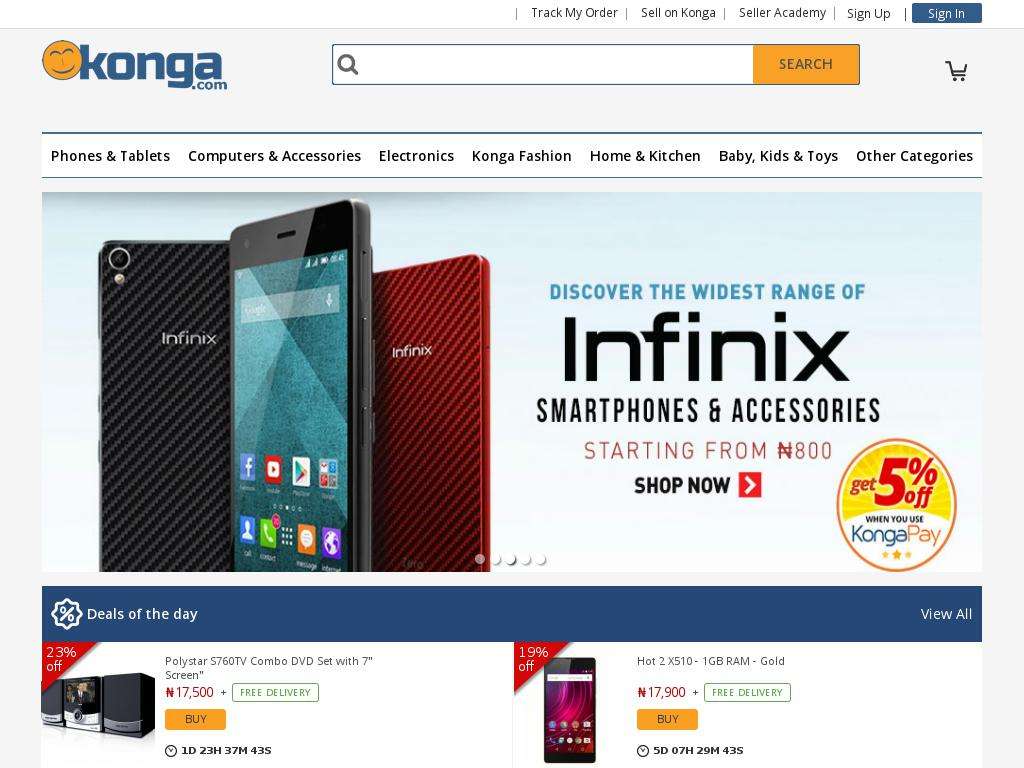 Track My Order
Sell on Konga
Seller Academy
Sign Up
Sign In
konga
.com
SEARCH
Phones & Tablets
Computers & Accessories
Electronics
Konga Fashion
Home & Kitchen
Baby, Kids & Toys
Other Categories
Infinix
Infinix
Google
08:45
DISCOVER THE WIDEST RANGE OF
Infinix
SMARTPHONES & ACCESSORIES
STARTING FROM ₦800
SHOP NOW
get 5% off
WHEN YOU USE
KongaPay
Deals of the day
View All
23%
off
Polystar S760TV Combo DVD Set with 7"
Screen"
₦17,500 + FREE DELIVERY
BUY
1D 23H 37M 43S
19%
off
Hot 2 X510 - 1GB RAM - Gold
₦17,900 + FREE DELIVERY
BUY
5D 07H 29M 43S